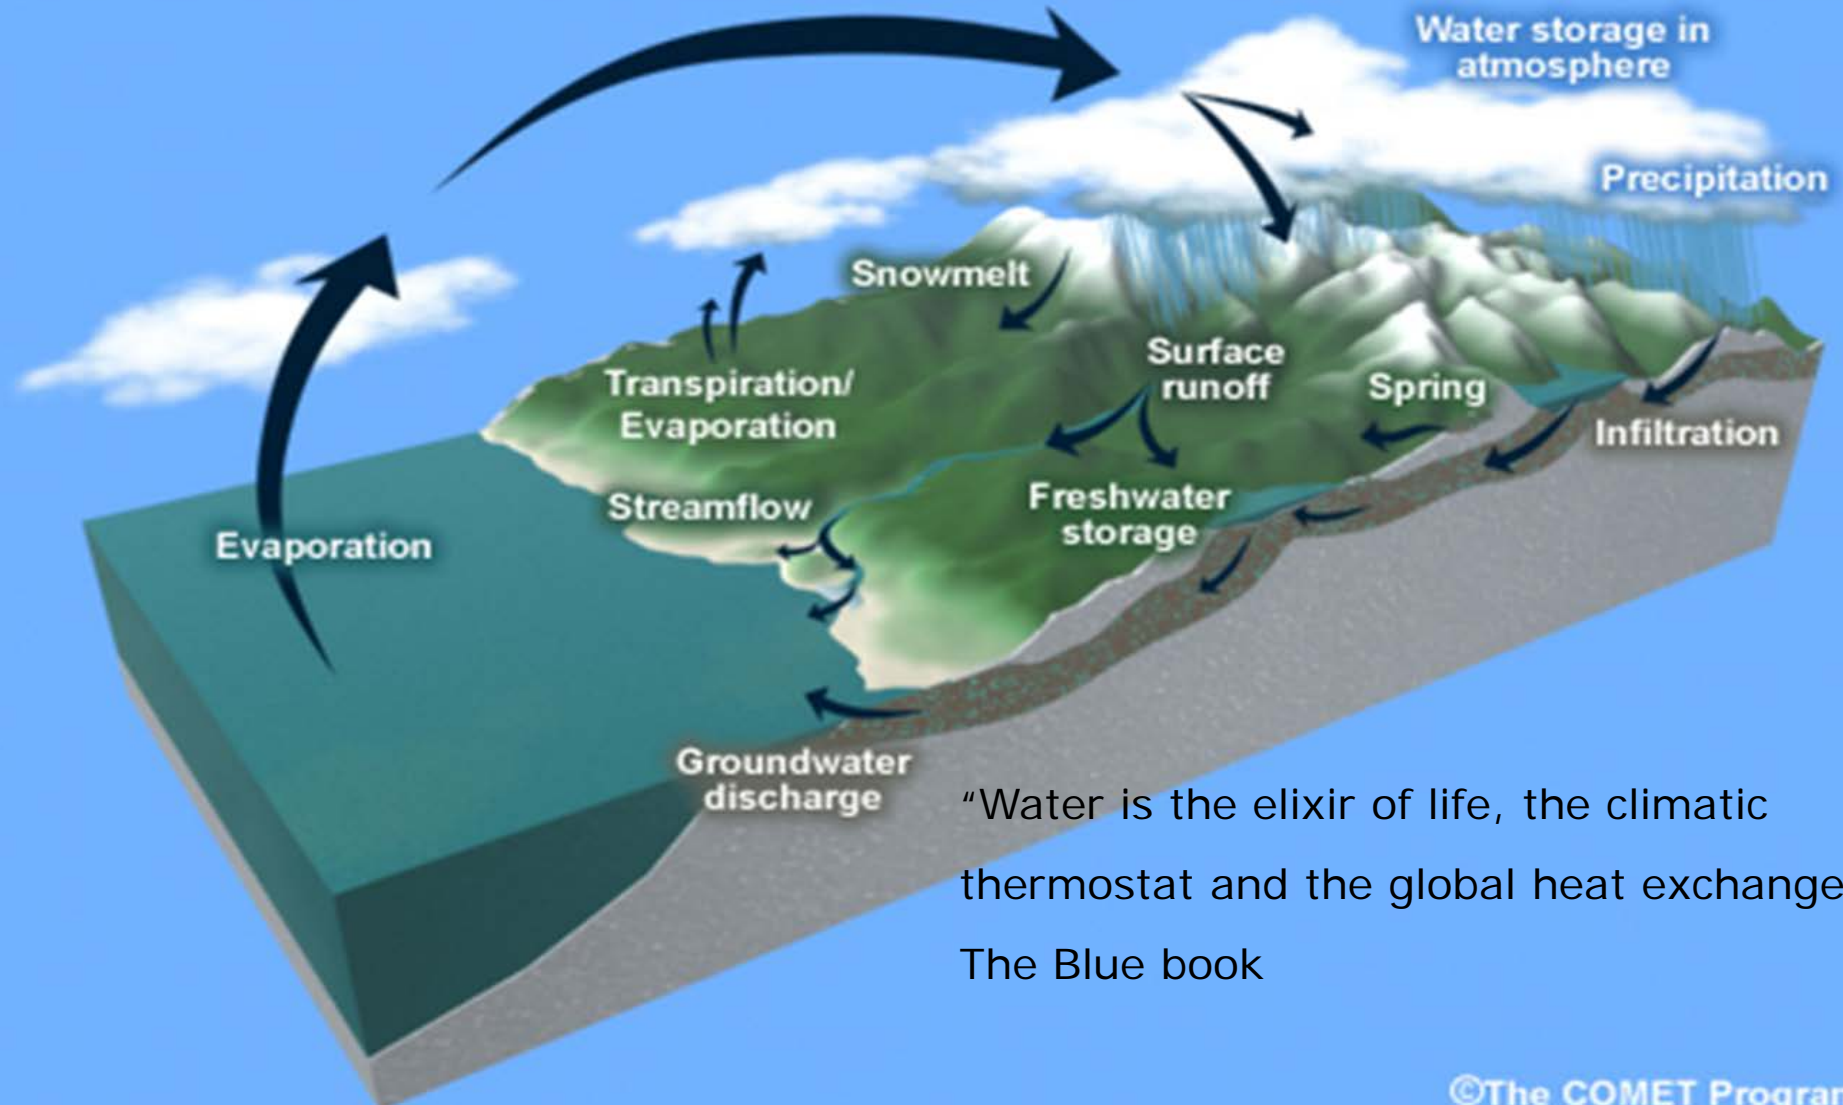 Water storage in
atmosphere
Precipitation
Snowmelt
Surface
runoff
Spring
Transpiration/
Evaporation
Infiltration
Streamflow
Freshwater
storage
Evaporation
Groundwater
discharge
“Water is the elixir of life, the climatic
thermostat and the global heat exchange
The Blue book
©The COMET Program